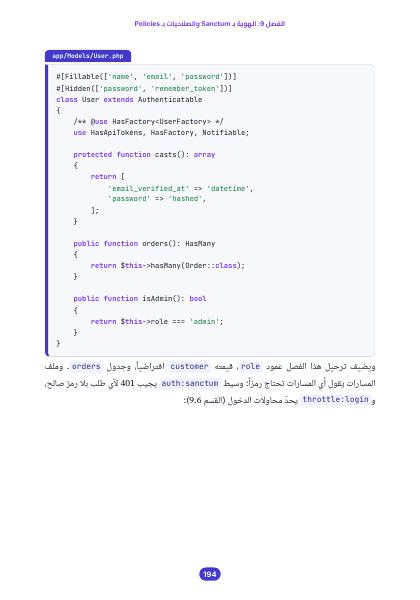 الفصل 9: الهوية بـ Sanctum والصلاحيات بـ Policies
app/Models/User.php
#[Fillable(['name', 'email', 'password'])]
#[Hidden(['password', 'remember_token'])]
class User extends Authenticatable
{
    /** @use HasFactory<UserFactory> */
    use HasApiTokens, HasFactory, Notifiable;
    protected function casts(): array
    {
        return [
            'email_verified_at' => 'datetime',
            'password' => 'hashed',
        ];
    }
    public function orders(): HasMany
    {
        return $this->hasMany(Order::class);
    }
    public function isAdmin(): bool
    {
        return $this->role === 'admin';
    }
}
ويضيف ترحيل هذا الفصل عمود role، قيمته customer افتراضياً، وجدول orders. وملف
المسارات يقول أي المسارات تحتاج رمزاً: وسيط auth:sanctum يجيب 401 لأي طلب بلا رمز صالح،
و throttle:login يحدّ محاولات الدخول (القسم 9.6):
194